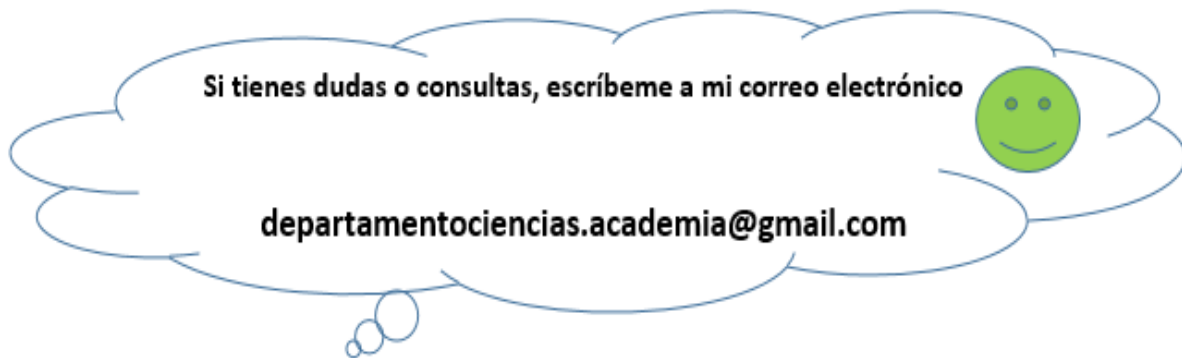 Si tienes dudas o consultas, escríbeme a mi correo electrónico
departamentociencias.academia@gmail.com